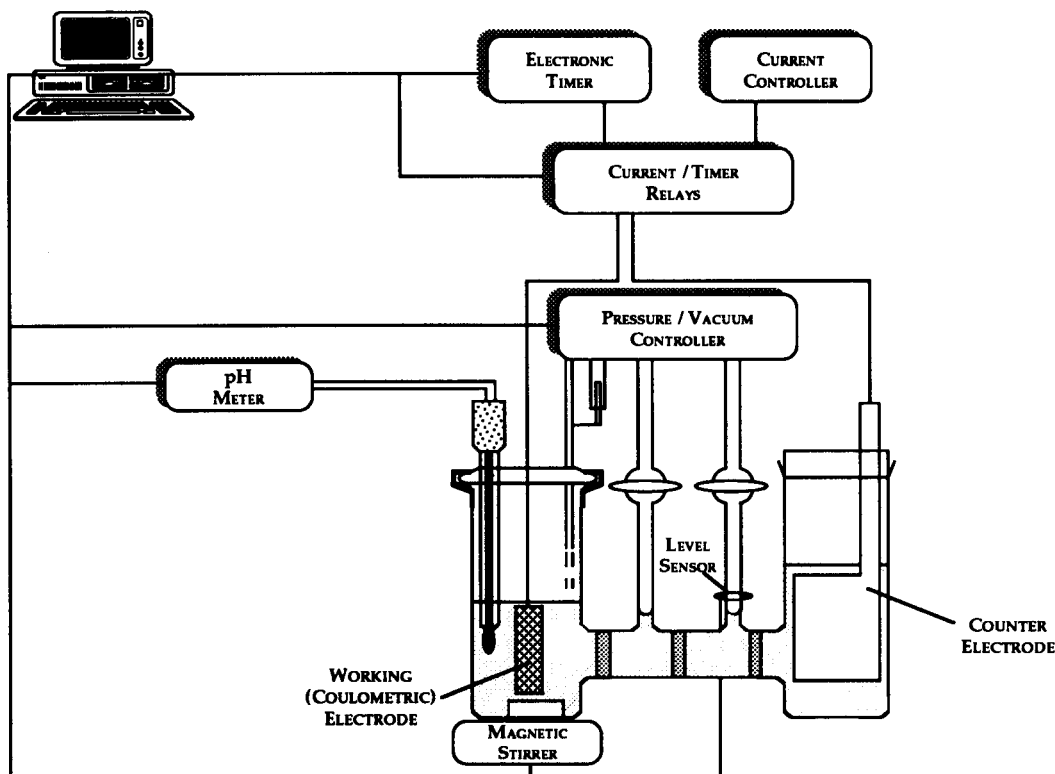 ELECTRONIC
TIMER
CURRENT
CONTROLLER
CURRENT / TIMER
RELAYS
PRESSURE / VACUUM
CONTROLLER
pH
METER
LEVEL
SENSOR
COUNTER
ELECTRODE
WORKING
(COULOMETRIC)
ELECTRODE
MAGNETIC
STIRRER